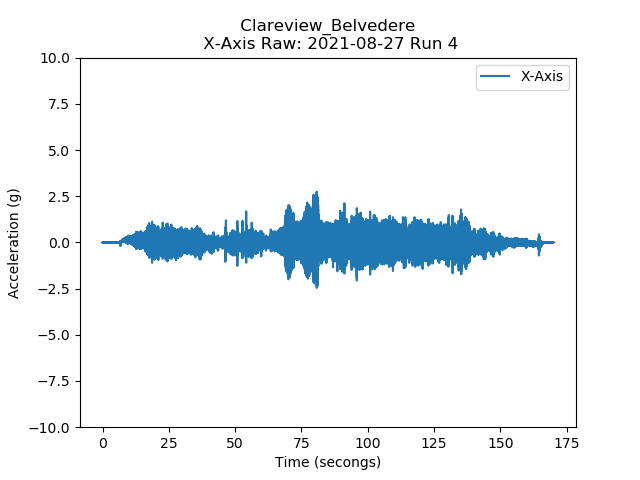 Clareview_Belvedere
X-Axis Raw: 2021-08-27 Run 4
X-Axis
10.0
7.5
5.0
2.5
0.0
−2.5
−5.0
−7.5
−10.0
Acceleration (g)
0 25 50 75 100 125 150 175
Time (secongs)